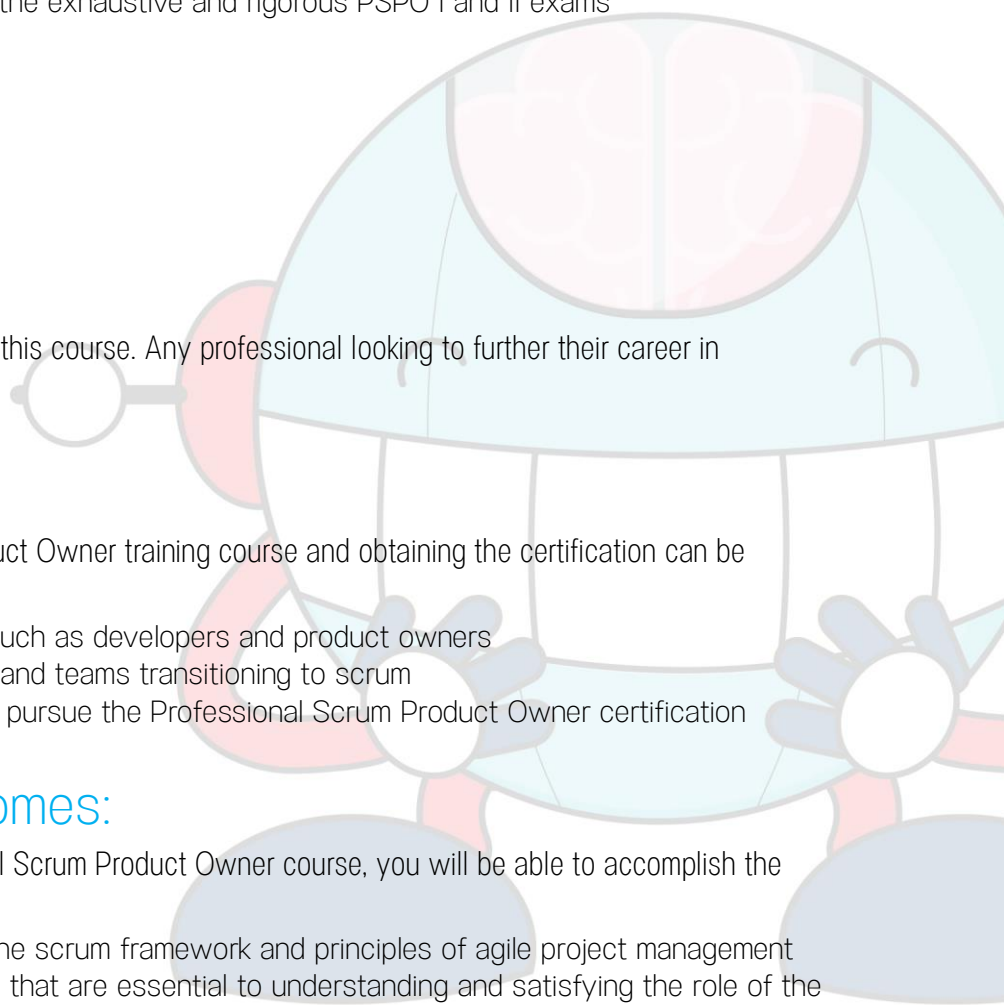 the exhaustive and rigorous PSPO I and II exams
this course. Any professional looking to further their career in
uct Owner training course and obtaining the certification can be
uch as developers and product owners
and teams transitioning to scrum
pursue the Professional Scrum Product Owner certification
omes:
l Scrum Product Owner course, you will be able to accomplish the
he scrum framework and principles of agile project management
that are essential to understanding and satisfying the role of the